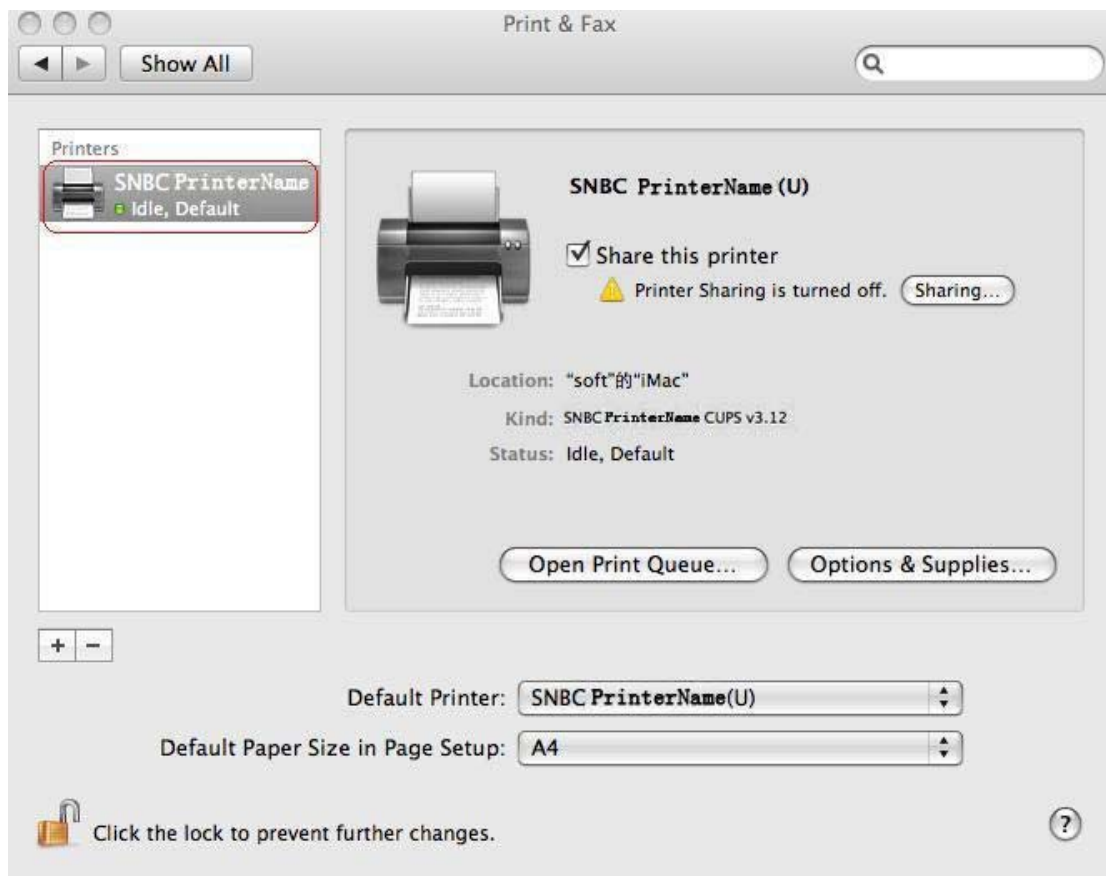 Print & Fax
Show All
Printers
SNBC PrinterName
Idle, Default
SNBC PrinterName (U)
Share this printer
Printer Sharing is turned off. Sharing...
Location: “soft”的“iMac”
Kind: SNBC PrinterName CUPS v3.12
Status: Idle, Default
Open Print Queue... Options & Supplies...
+ −
Default Printer: SNBC PrinterName(U)
Default Paper Size in Page Setup: A4
Click the lock to prevent further changes.
?